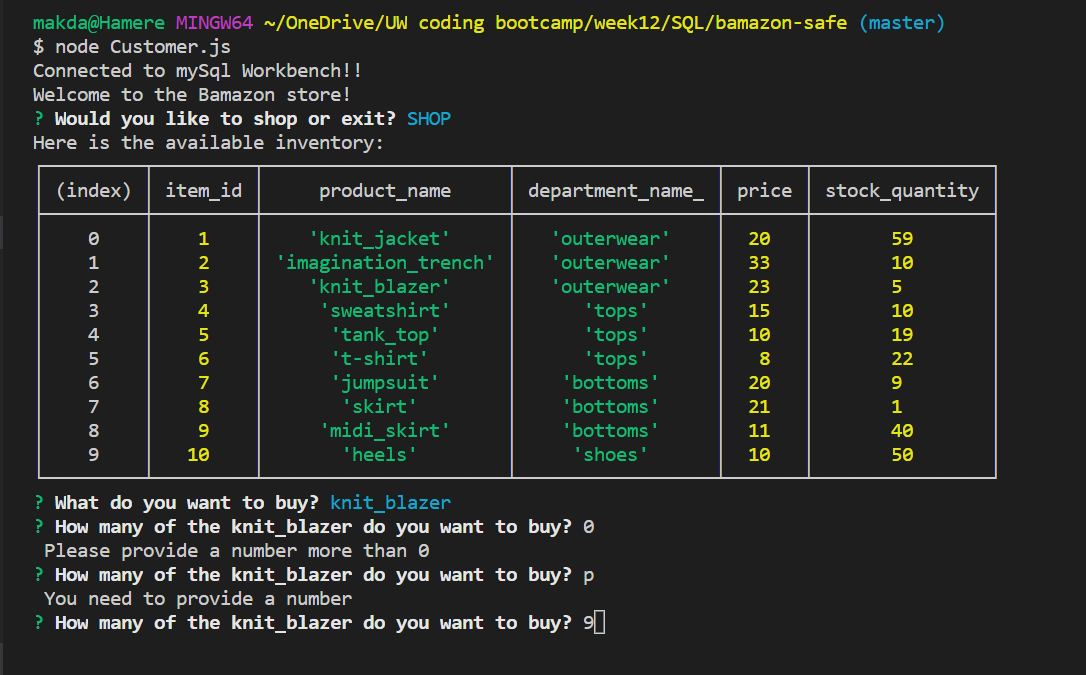 makda@Hamere MINGW64 ~/OneDrive/UW coding bootcamp/week12/SQL/bamazon-safe (master)
$ node Customer.js
Connected to mySql Workbench!!
Welcome to the Bamazon store!
? Would you like to shop or exit? SHOP
Here is the available inventory:
(index) item_id product_name department_name_ price stock_quantity
0 1 'knit_jacket' 'outerwear' 20 59
1 2 'imagination_trench' 'outerwear' 33 10
2 3 'knit_blazer' 'outerwear' 23 5
3 4 'sweatshirt' 'tops' 15 10
4 5 'tank_top' 'tops' 10 19
5 6 't-shirt' 'tops' 8 22
6 7 'jumpsuit' 'bottoms' 20 9
7 8 'skirt' 'bottoms' 21 1
8 9 'midi_skirt' 'bottoms' 11 40
9 10 'heels' 'shoes' 10 50
? What do you want to buy? knit_blazer
? How many of the knit_blazer do you want to buy? 0
Please provide a number more than 0
? How many of the knit_blazer do you want to buy? p
You need to provide a number
? How many of the knit_blazer do you want to buy? 9